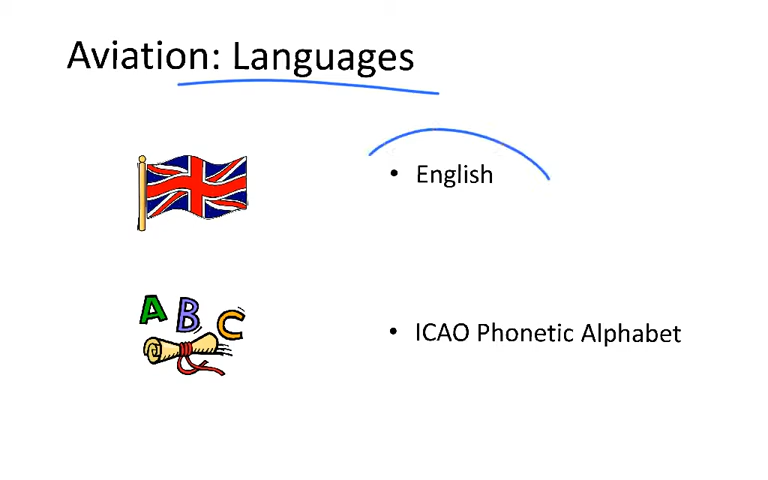 Aviation: Languages
• English
A B C
• ICAO Phonetic Alphabet